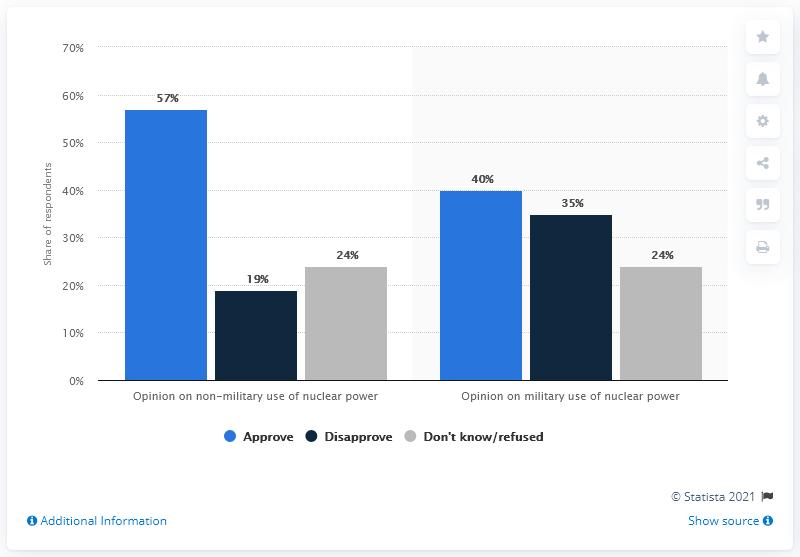 70%
60%
50%
40%
30%
20%
10%
0%
Share of respondents
57%
19%
24%
40%
35%
24%
Opinion on non-military use of nuclear power
Opinion on military use of nuclear power
Approve
Disapprove
Don't know/refused
© Statista 2021
Additional Information
Show source